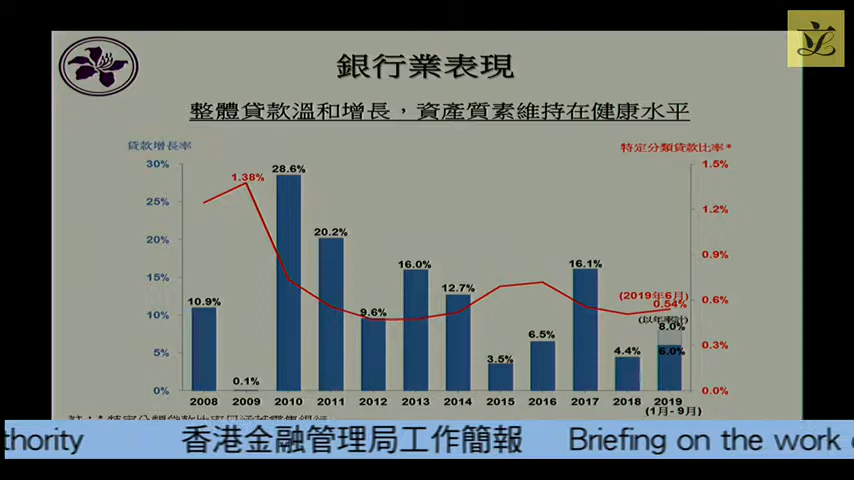 立
銀行業表現
整體貸款溫和增長，資產質素維持在健康水平
貸款增長率
特定分類貸款比率*
30%
25%
20%
15%
10%
5%
0%
1.5%
1.2%
0.9%
0.6%
0.3%
0.0%
10.9%
0.1%
28.6%
20.2%
9.6%
16.0%
12.7%
3.5%
6.5%
16.1%
4.4%
1.38%
(2019年6月)
0.54%
(以年率計)
8.0%
6.0%
2008 2009 2010 2011 2012 2013 2014 2015 2016 2017 2018 2019
(1月- 9月)
thority 香港金融管理局工作簡報 Briefing on the work